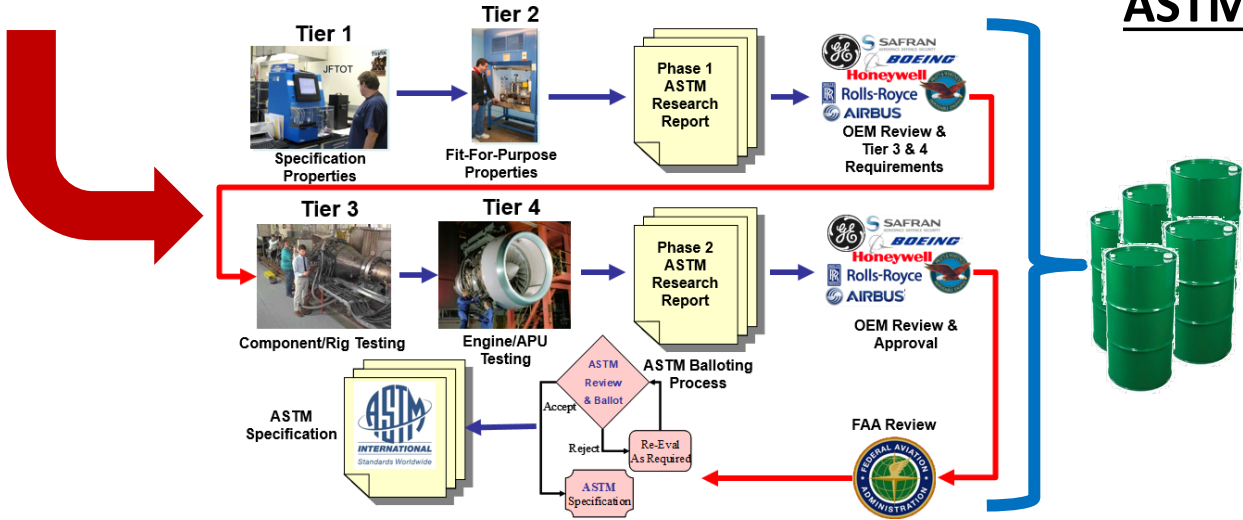 ASTM
Tier 1
Tier 2
JFTOT
Specification
Properties
Fit-For-Purpose
Properties
Phase 1
ASTM
Research
Report
GE
SAFRAN
BOEING
Honeywell
Rolls-Royce
AIRBUS
OEM Review &
Tier 3 & 4
Requirements
Tier 3
Tier 4
Component/Rig Testing
Engine/APU
Testing
Phase 2
ASTM
Research
Report
GE
SAFRAN
BOEING
Honeywell
Rolls-Royce
AIRBUS
OEM Review &
Approval
ASTM Balloting
Process
ASTM
Review
& Ballot
Accept
Reject
Re-Eval
As Required
ASTM
Specification
ASTM
Specification
ASTM
INTERNATIONAL
Standards Worldwide
FAA Review
FEDERAL AVIATION
ADMINISTRATION